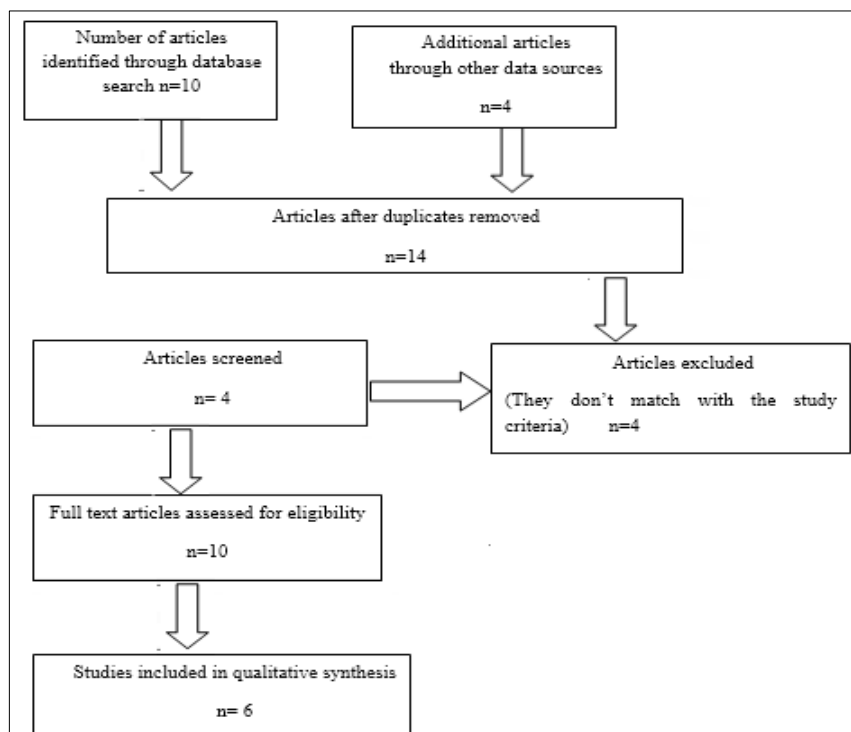 Number of articles
identified through database
search n=10
Additional articles
through other data sources
n=4
Articles after duplicates removed
n=14
Articles screened
n= 4
Articles excluded
(They don't match with the study
criteria) n=4
Full text articles assessed for eligibility
n=10
Studies included in qualitative synthesis
n= 6